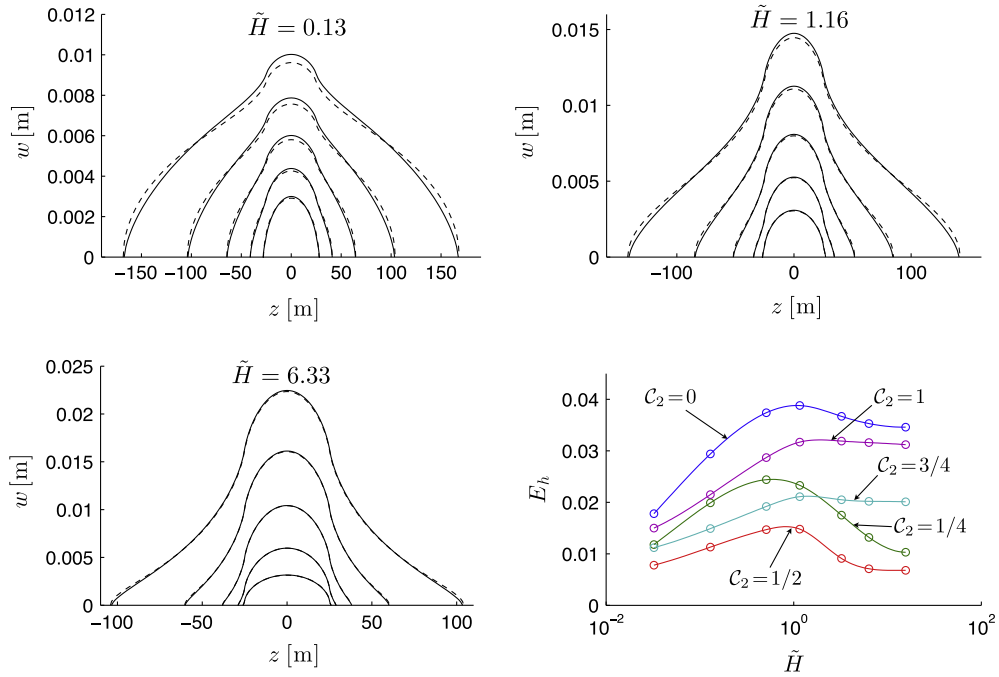 H̃ = 0.13
0.012
0.01
0.008
0.006
0.004
0.002
0
w [m]
−150
−100
−50
0
50
100
150
z [m]
H̃ = 1.16
0.015
0.01
0.005
0
w [m]
−100
0
100
z [m]
H̃ = 6.33
0.025
0.02
0.015
0.01
0.005
0
w [m]
−100
−50
0
50
100
z [m]
C₂ = 0
C₂ = 1
C₂ = 3/4
C₂ = 1/4
C₂ = 1/2
0.04
0.03
0.02
0.01
0
E_h
10⁻²
10⁰
10²
H̃